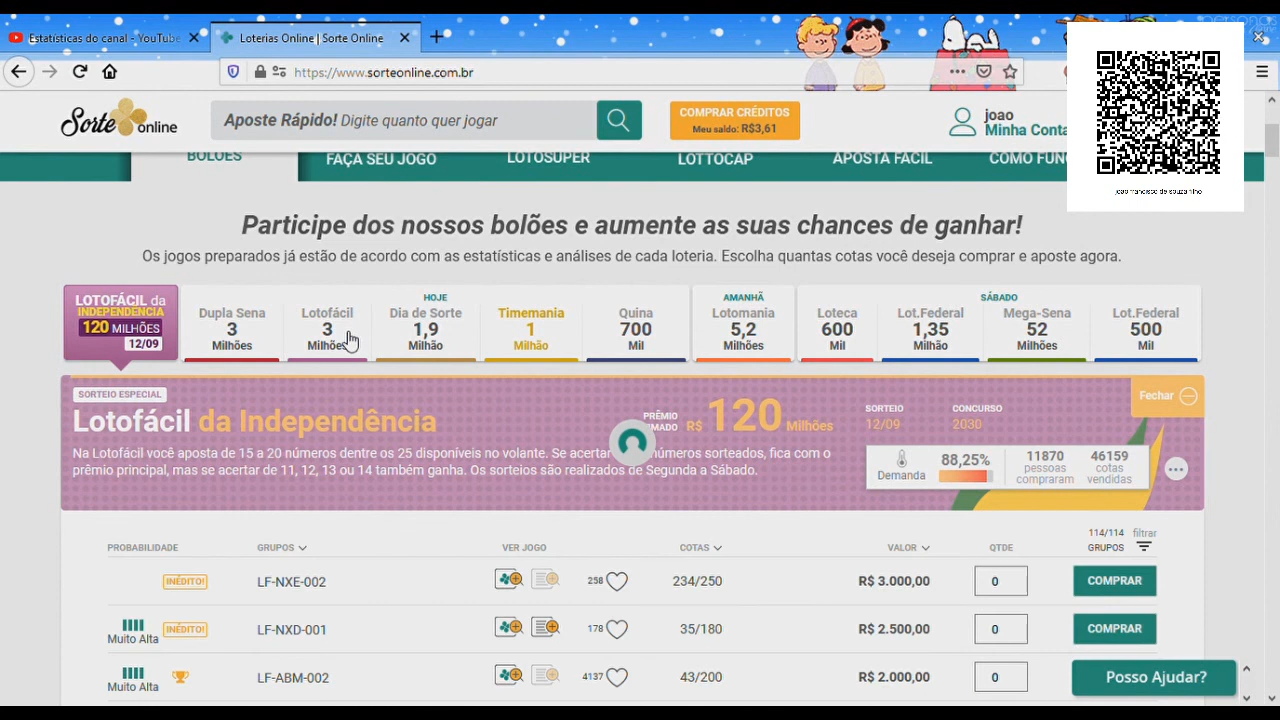 Estatísticas do canal - YouTube
Loterias Online | Sorte Online
https://www.sorteonline.com.br
Sorte online
Aposte Rápido! Digite quanto quer jogar
COMPRAR CRÉDITOS
Meu saldo: R$3,61
joao
Minha Conta
BOLÕES
FAÇA SEU JOGO
LOTOSUPER
LOTTOCAP
APOSTA FÁCIL
COMO FUN
joao francisco de souza filho
Participe dos nossos bolões e aumente as suas chances de ganhar!
Os jogos preparados já estão de acordo com as estatísticas e análises de cada loteria. Escolha quantas cotas você deseja comprar e aposte agora.
LOTOFÁCIL da
INDEPENDÊNCIA
120 MILHÕES
12/09
HOJE
Dupla Sena
3
Milhões
Lotofácil
3
Milhões
Dia de Sorte
1,9
Milhão
Timemania
1
Milhão
Quina
700
Mil
AMANHÃ
Lotomania
5,2
Milhões
SÁBADO
Loteca
600
Mil
Lot.Federal
1,35
Milhão
Mega-Sena
52
Milhões
Lot.Federal
500
Mil
SORTEIO ESPECIAL
Lotofácil da Independência
PRÊMIO
IMADO
R$ 120 Milhões
SORTEIO
12/09
CONCURSO
2030
Fechar
Na Lotofácil você aposta de 15 a 20 números dentre os 25 disponíveis no volante. Se acertar números sorteados, fica com o
prêmio principal, mas se acertar de 11, 12, 13 ou 14 também ganha. Os sorteios são realizados de Segunda a Sábado.
Demanda
88,25%
11870
pessoas
compraram
46159
cotas
vendidas
PROBABILIDADE GRUPOS VER JOGO COTAS VALOR QTDE
114/114
GRUPOS
filtrar
INÉDITO! LF-NXE-002 258 234/250 R$ 3.000,00 0 COMPRAR
Muito Alta INÉDITO! LF-NXD-001 178 35/180 R$ 2.500,00 0 COMPRAR
Muito Alta LF-ABM-002 4137 43/200 R$ 2.000,00 0
Posso Ajudar?